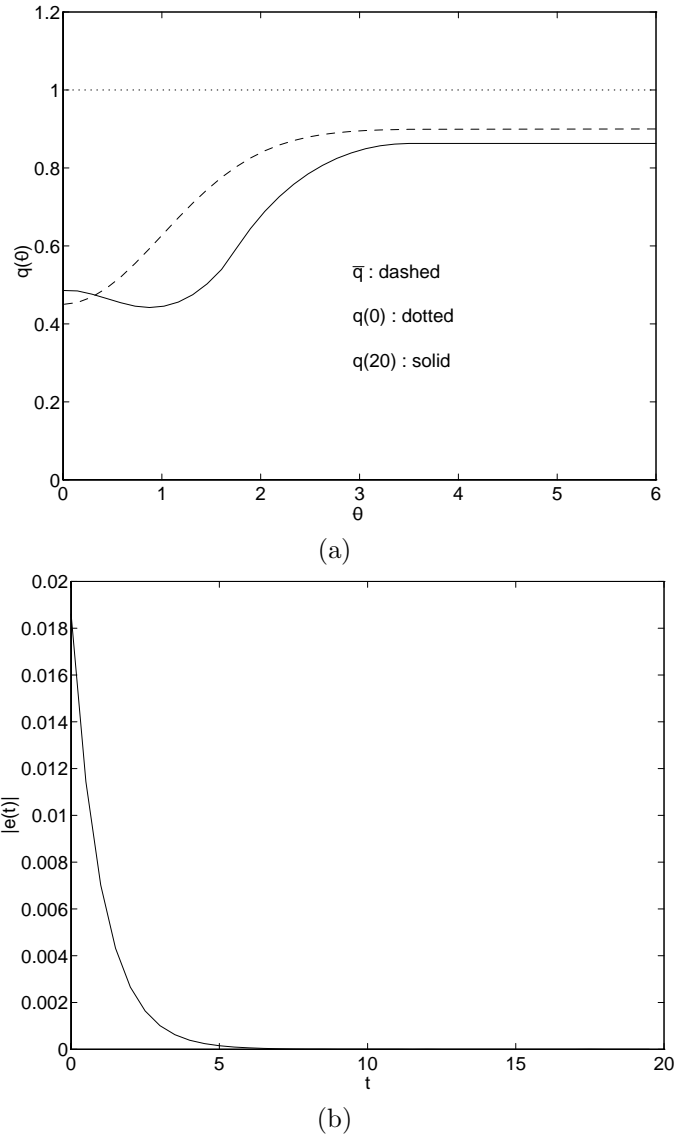 1.2
1
0.8
0.6
0.4
0.2
0
q(θ)
q̅ : dashed
q(0) : dotted
q(20) : solid
0 1 2 3 4 5 6
θ
(a)
0.02
0.018
0.016
0.014
0.012
0.01
0.008
0.006
0.004
0.002
0
|e(t)|
0 5 10 15 20
t
(b)